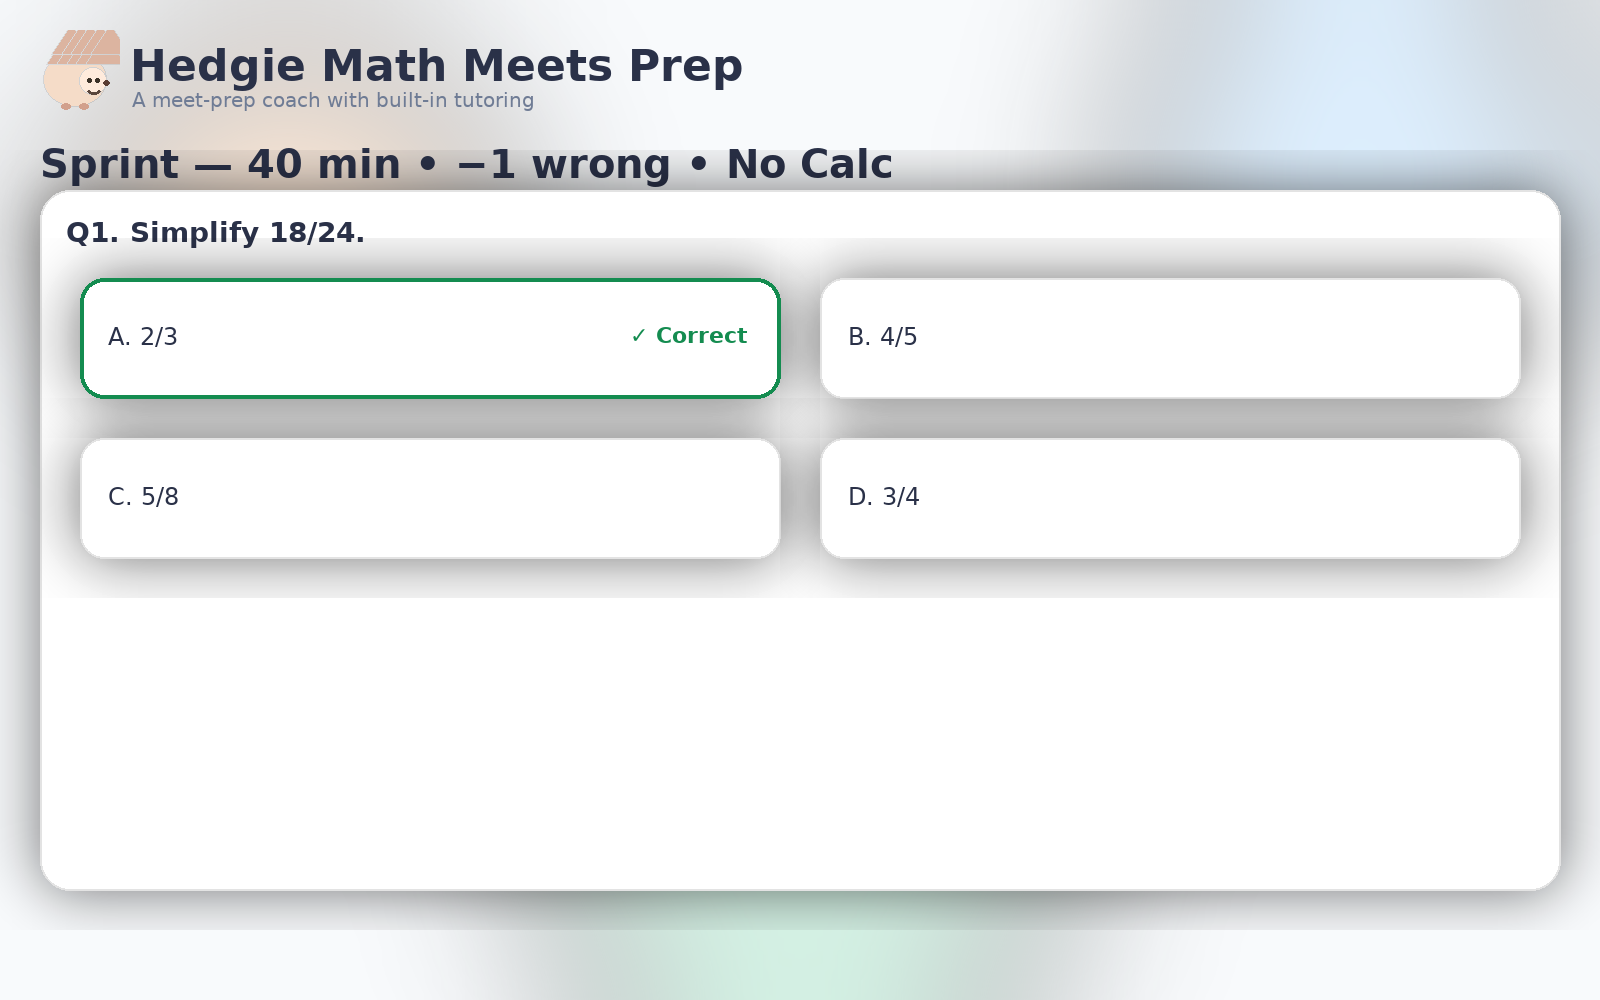 Hedgie Math Meets Prep
A meet-prep coach with built-in tutoring
Sprint — 40 min • −1 wrong • No Calc
Q1. Simplify 18/24.
A. 2/3 ✓ Correct
B. 4/5
C. 5/8
D. 3/4